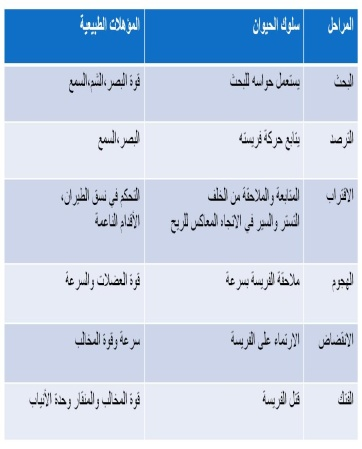 المراحل سلوك الحيوان المؤهلات الطبيعية
البحث يستعمل حواسه للبحث قوة البصر،الشم،السمع
الترصد يتابع حركة فريسته البصر،السمع
الاقتراب المتابعة والملاحقة من الخلف التحكم في نسق الطيران،
التستر والسير في الاتجاه المعاكس للريح الأقدام الناعمة
الهجوم ملاحقة الفريسة بسرعة قوة العضلات والسرعة
الانقضاض الارتماء على الفريسة سرعة وقوة المخالب
الفتك قتل الفريسة قوة المخالب والمنقار وحدة الأنياب